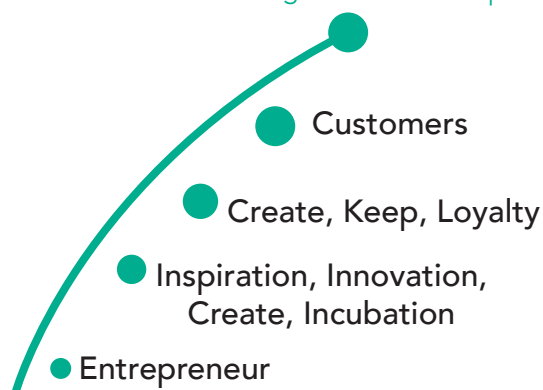 Customers
Create, Keep, Loyalty
Inspiration, Innovation,
Create, Incubation
Entrepreneur